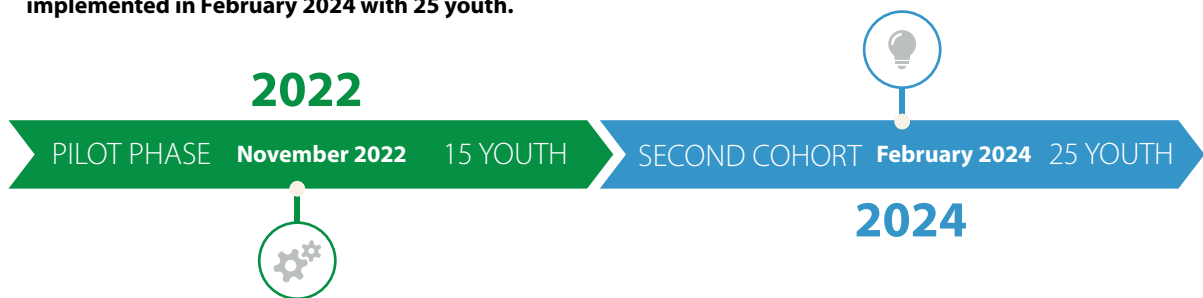 implemented in February 2024 with 25 youth.
2022
PILOT PHASE November 2022 15 YOUTH
SECOND COHORT February 2024 25 YOUTH
2024